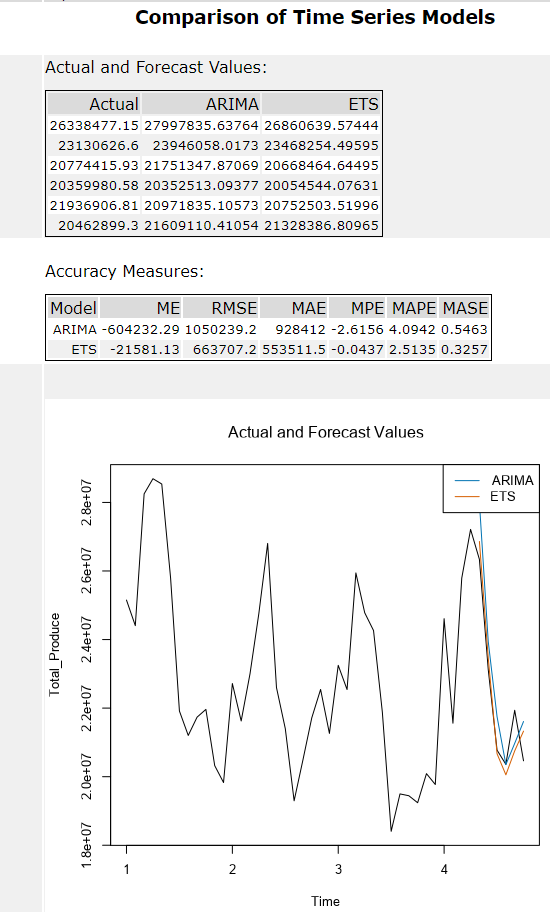 Comparison of Time Series Models
Actual and Forecast Values:
Actual ARIMA ETS
26338477.15 27997835.63764 26860639.57444
23130626.6 23946058.0173 23468254.49595
20774415.93 21751347.87069 20668464.64495
20359980.58 20352513.09377 20054544.07631
21936906.81 20971835.10573 20752503.51996
20462899.3 21609110.41054 21328386.80965
Accuracy Measures:
Model ME RMSE MAE MPE MAPE MASE
ARIMA -604232.29 1050239.2 928412 -2.6156 4.0942 0.5463
ETS -21581.13 663707.2 553511.5 -0.0437 2.5135 0.3257
Actual and Forecast Values
ARIMA
ETS
2.8e+07
2.6e+07
2.4e+07
2.2e+07
2.0e+07
1.8e+07
Total_Produce
1 2 3 4
Time